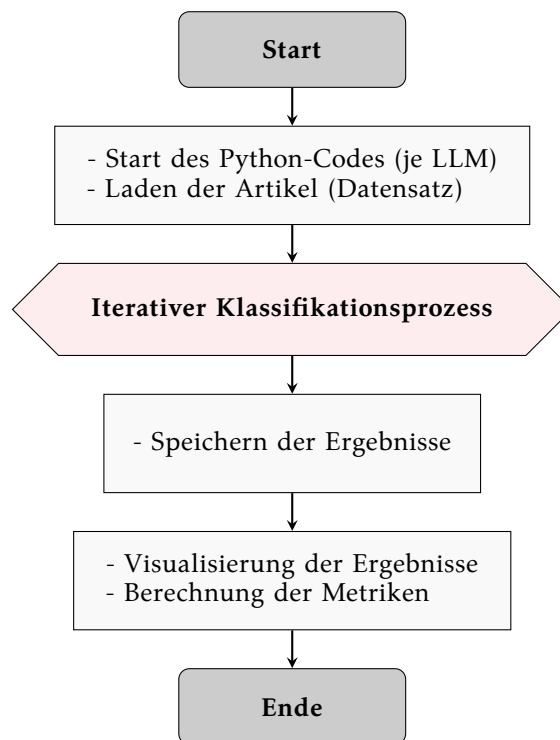 Start
- Start des Python-Codes (je LLM)
- Laden der Artikel (Datensatz)
Iterativer Klassifikationsprozess
- Speichern der Ergebnisse
- Visualisierung der Ergebnisse
- Berechnung der Metriken
Ende